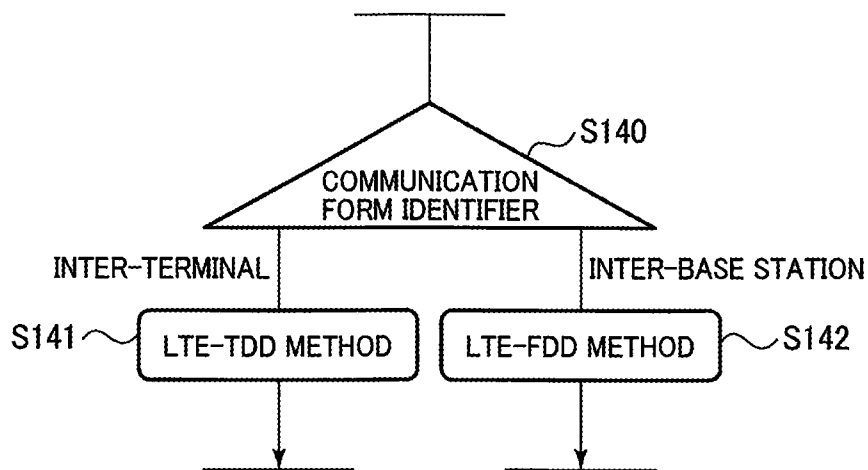 S140
COMMUNICATION
FORM IDENTIFIER
INTER-TERMINAL
INTER-BASE STATION
S141
LTE-TDD METHOD
LTE-FDD METHOD
S142